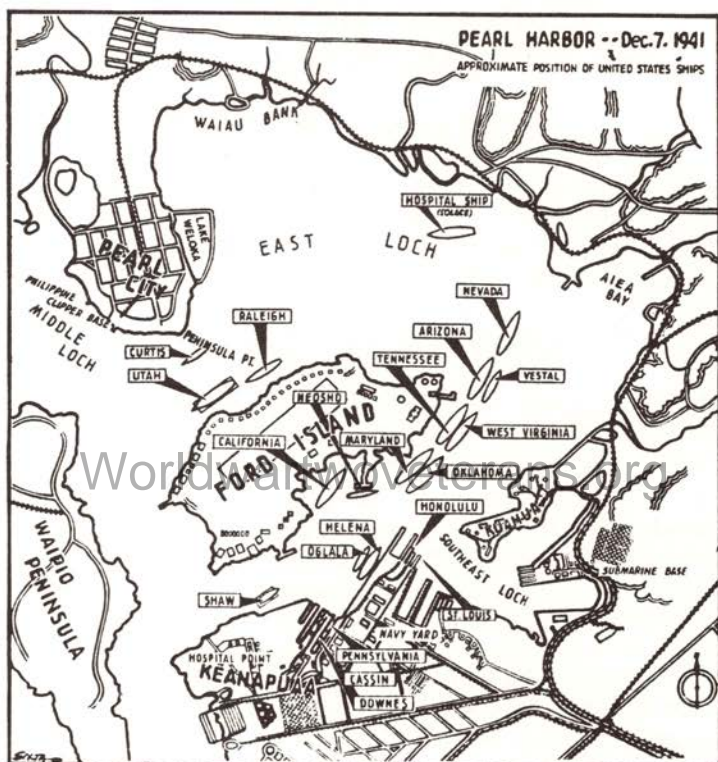 PEARL HARBOR -- Dec. 7. 1941
APPROXIMATE POSITION OF UNITED STATES SHIPS
WAIAU BANK
HOSPITAL SHIP
(SOLACE)
EAST LOCH
LAKE
WELOKA
PEARL
CITY
AIEA
BAY
PHILIPPINE
CLIPPER BASE
MIDDLE
LOCH
NEVADA
RALEIGH
ARIZONA
PENINSULA PT.
CURTIS
TENNESSEE
VESTAL
UTAH
NEOSHO
WEST VIRGINIA
FORD ISLAND
CALIFORNIA
MARYLAND
OKLAHOMA
Worldwartwoveterans.org
KUAHUA
HONOLULU
HELENA
OGLALA
SOUTHEAST
LOCH
SUBMARINE BASE
WAIPIO
PENINSULA
SHAW
ST. LOUIS
NAVY YARD
HOSPITAL POINT
PENNSYLVANIA
KEANAPUAA
CASSIN
DOWNES